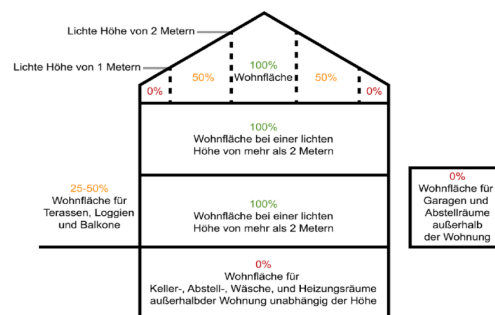 Lichte Höhe von 2 Metern
Lichte Höhe von 1 Metern
0%
50%
100%
Wohnfläche
50%
0%
100%
Wohnfläche bei einer lichten
Höhe von mehr als 2 Metern
25-50%
Wohnfläche für
Terassen, Loggien
und Balkone
100%
Wohnfläche bei einer lichten
Höhe von mehr als 2 Metern
0%
Wohnfläche für
Garagen und
Abstellräume
außerhalb
der Wohnung
0%
Wohnfläche für
Keller-, Abstell-, Wäsche, und Heizungsräume
außerhalbder Wohnung unabhängig der Höhe